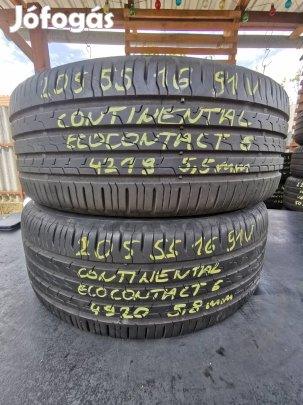 Jófogás
205 55 16 91V
CONTINENTAL
ECOCONTACT 6
4219 5,5mm
205 55 16 91V
CONTINENTAL
ECOCONTACT 6
4920 5,8mm